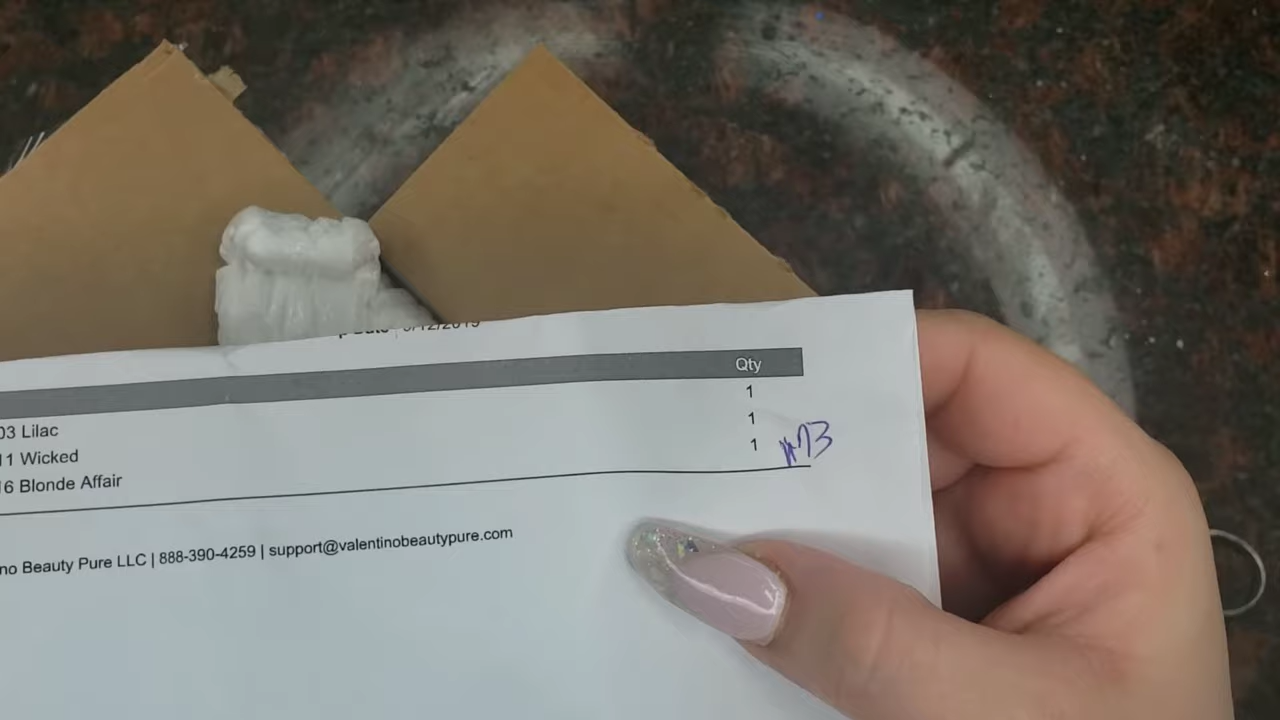 Qty
1
03 Lilac
1
11 Wicked
1
16 Blonde Affair
no Beauty Pure LLC | 888-390-4259 | support@valentinobeautypure.com